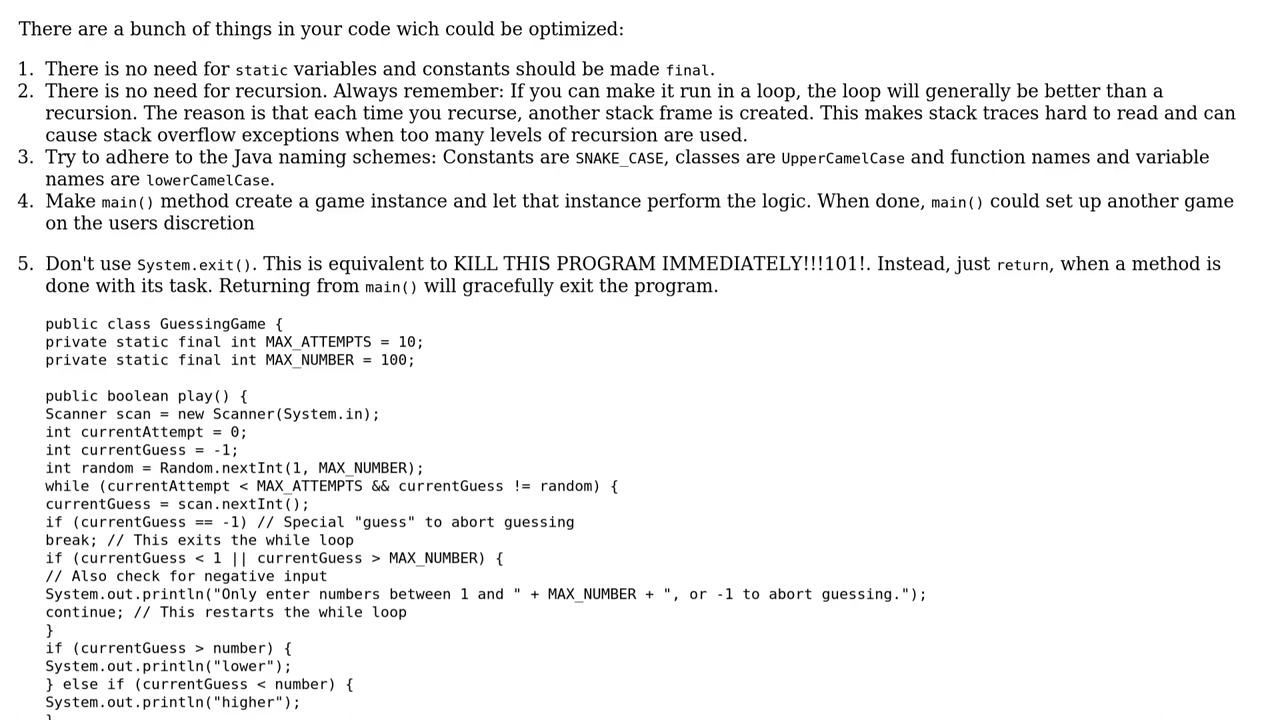 There are a bunch of things in your code wich could be optimized:
1. There is no need for static variables and constants should be made final.
2. There is no need for recursion. Always remember: If you can make it run in a loop, the loop will generally be better than a
recursion. The reason is that each time you recurse, another stack frame is created. This makes stack traces hard to read and can
cause stack overflow exceptions when too many levels of recursion are used.
3. Try to adhere to the Java naming schemes: Constants are SNAKE_CASE, classes are UpperCamelCase and function names and variable
names are lowerCamelCase.
4. Make main() method create a game instance and let that instance perform the logic. When done, main() could set up another game
on the users discretion
5. Don't use System.exit(). This is equivalent to KILL THIS PROGRAM IMMEDIATELY!!!101!. Instead, just return, when a method is
done with its task. Returning from main() will gracefully exit the program.
public class GuessingGame {
private static final int MAX_ATTEMPTS = 10;
private static final int MAX_NUMBER = 100;
public boolean play() {
Scanner scan = new Scanner(System.in);
int currentAttempt = 0;
int currentGuess = -1;
int random = Random.nextInt(1, MAX_NUMBER);
while (currentAttempt < MAX_ATTEMPTS && currentGuess != random) {
currentGuess = scan.nextInt();
if (currentGuess == -1) // Special "guess" to abort guessing
break; // This exits the while loop
if (currentGuess < 1 || currentGuess > MAX_NUMBER) {
// Also check for negative input
System.out.println("Only enter numbers between 1 and " + MAX_NUMBER + ", or -1 to abort guessing.");
continue; // This restarts the while loop
}
if (currentGuess > number) {
System.out.println("lower");
} else if (currentGuess < number) {
System.out.println("higher");
}